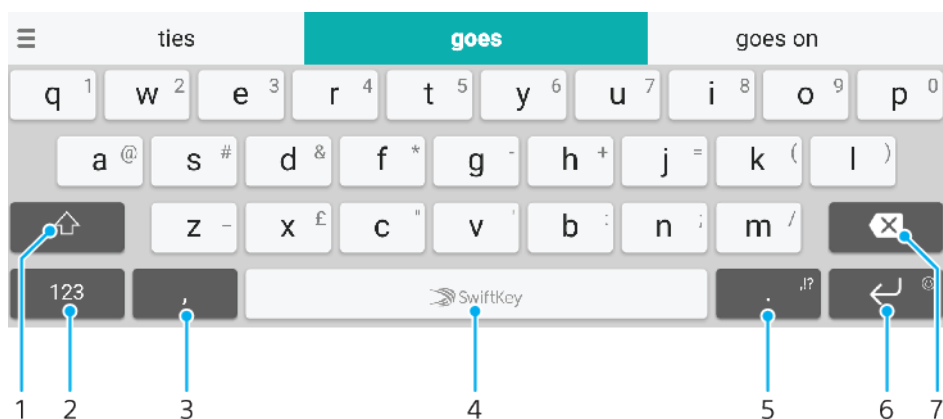 ties goes goes on
q 1 w 2 e 3 r 4 t 5 y 6 u 7 i 8 o 9 p 0
a @ s # d & f * g - h + j = k ( l )
z _ x £ c " v ' b : n ; m /
123 , SwiftKey . ,!?
1 2 3 4 5 6 7